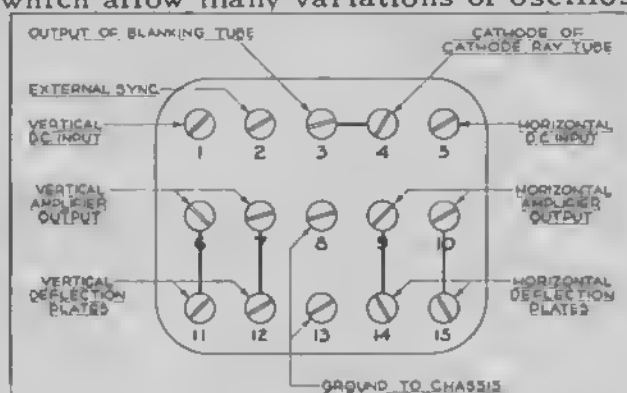 which allow many variations of oscillos
OUTPUT OF BLANKING TUBE
CATHODE OF
CATHODE RAY TUBE
EXTERNAL SYNC
VERTICAL
D.C. INPUT
HORIZONTAL
D.C. INPUT
1 2 3 4 5
VERTICAL
AMPLIFIER
OUTPUT
HORIZONTAL
AMPLIFIER
OUTPUT
6 7 8 9 10
VERTICAL
DEFLECTION
PLATES
HORIZONTAL
DEFLECTION
PLATES
11 12 13 14 15
GROUND TO CHASSIS